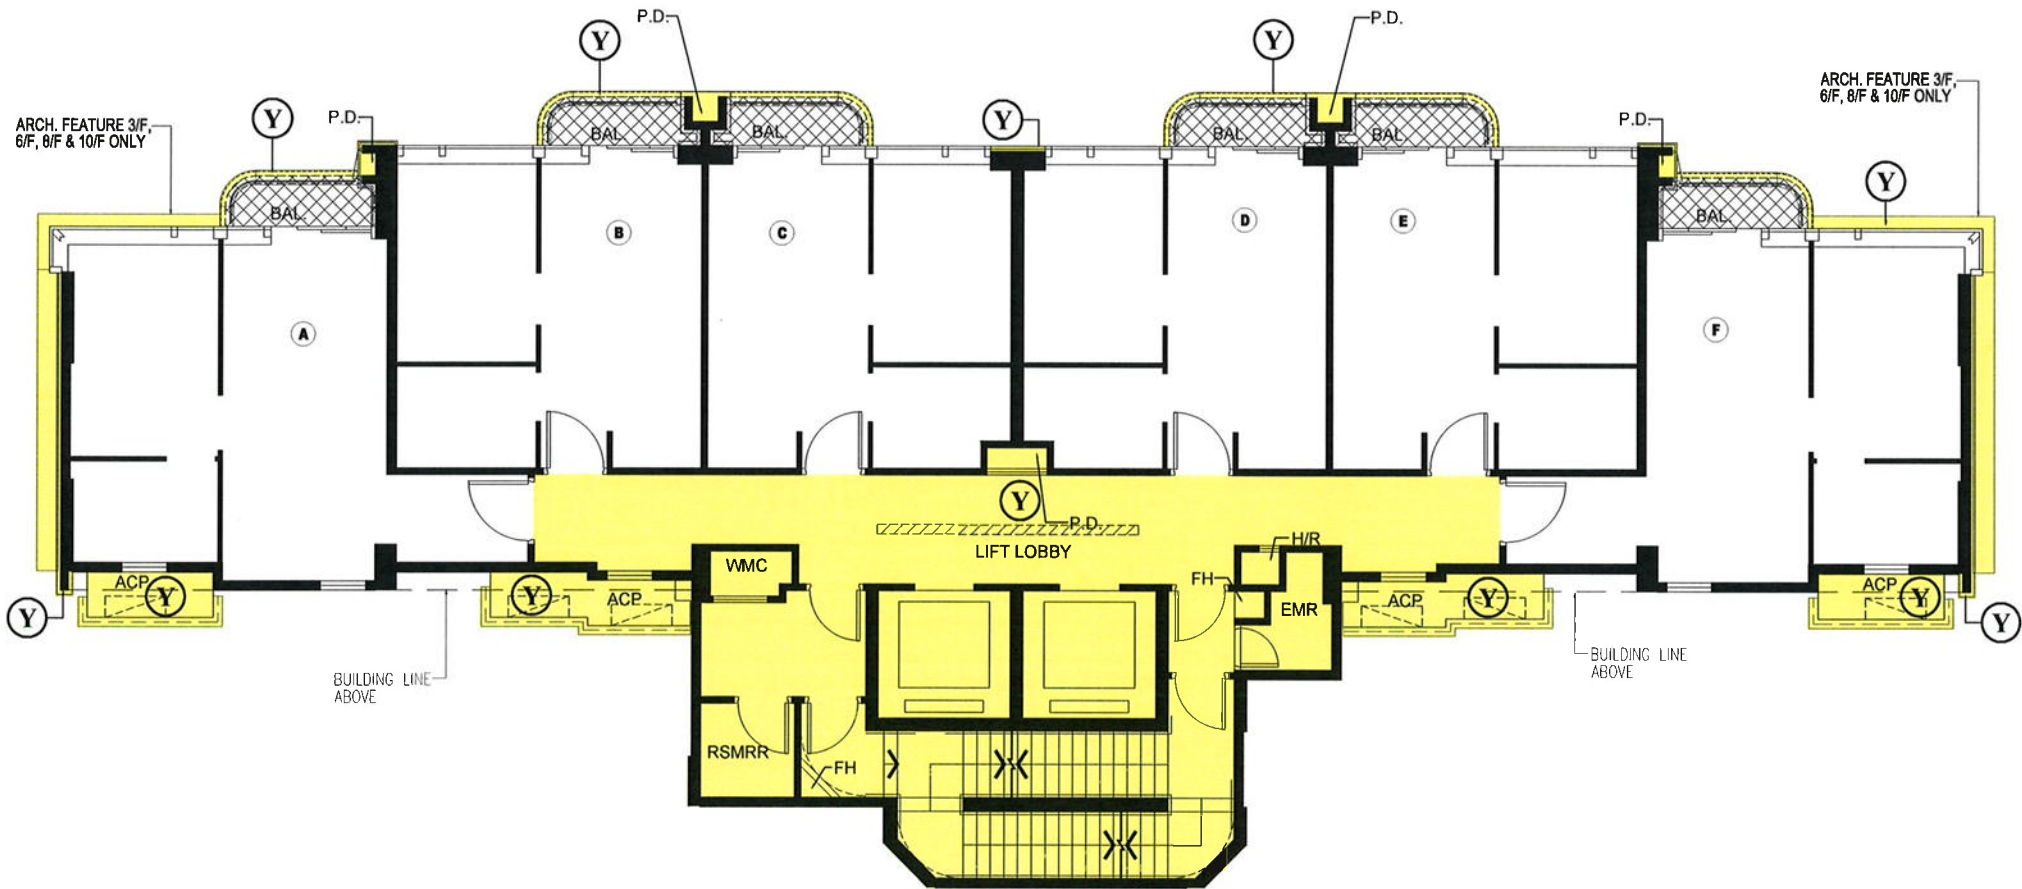 P.D.
P.D.
Y
Y
ARCH. FEATURE 3/F,
6/F, 8/F & 10/F ONLY
ARCH. FEATURE 3/F,
6/F, 8/F & 10/F ONLY
Y
P.D.
Y
P.D.
BAL.
BAL.
BAL.
BAL.
Y
BAL.
BAL.
A
B
C
D
E
F
Y
P.D.
LIFT LOBBY
H/R
WMC
FH
EMR
ACP
Y
Y
ACP
ACP
Y
ACP
Y
Y
Y
BUILDING LINE
ABOVE
BUILDING LINE
ABOVE
RSMRR
FH